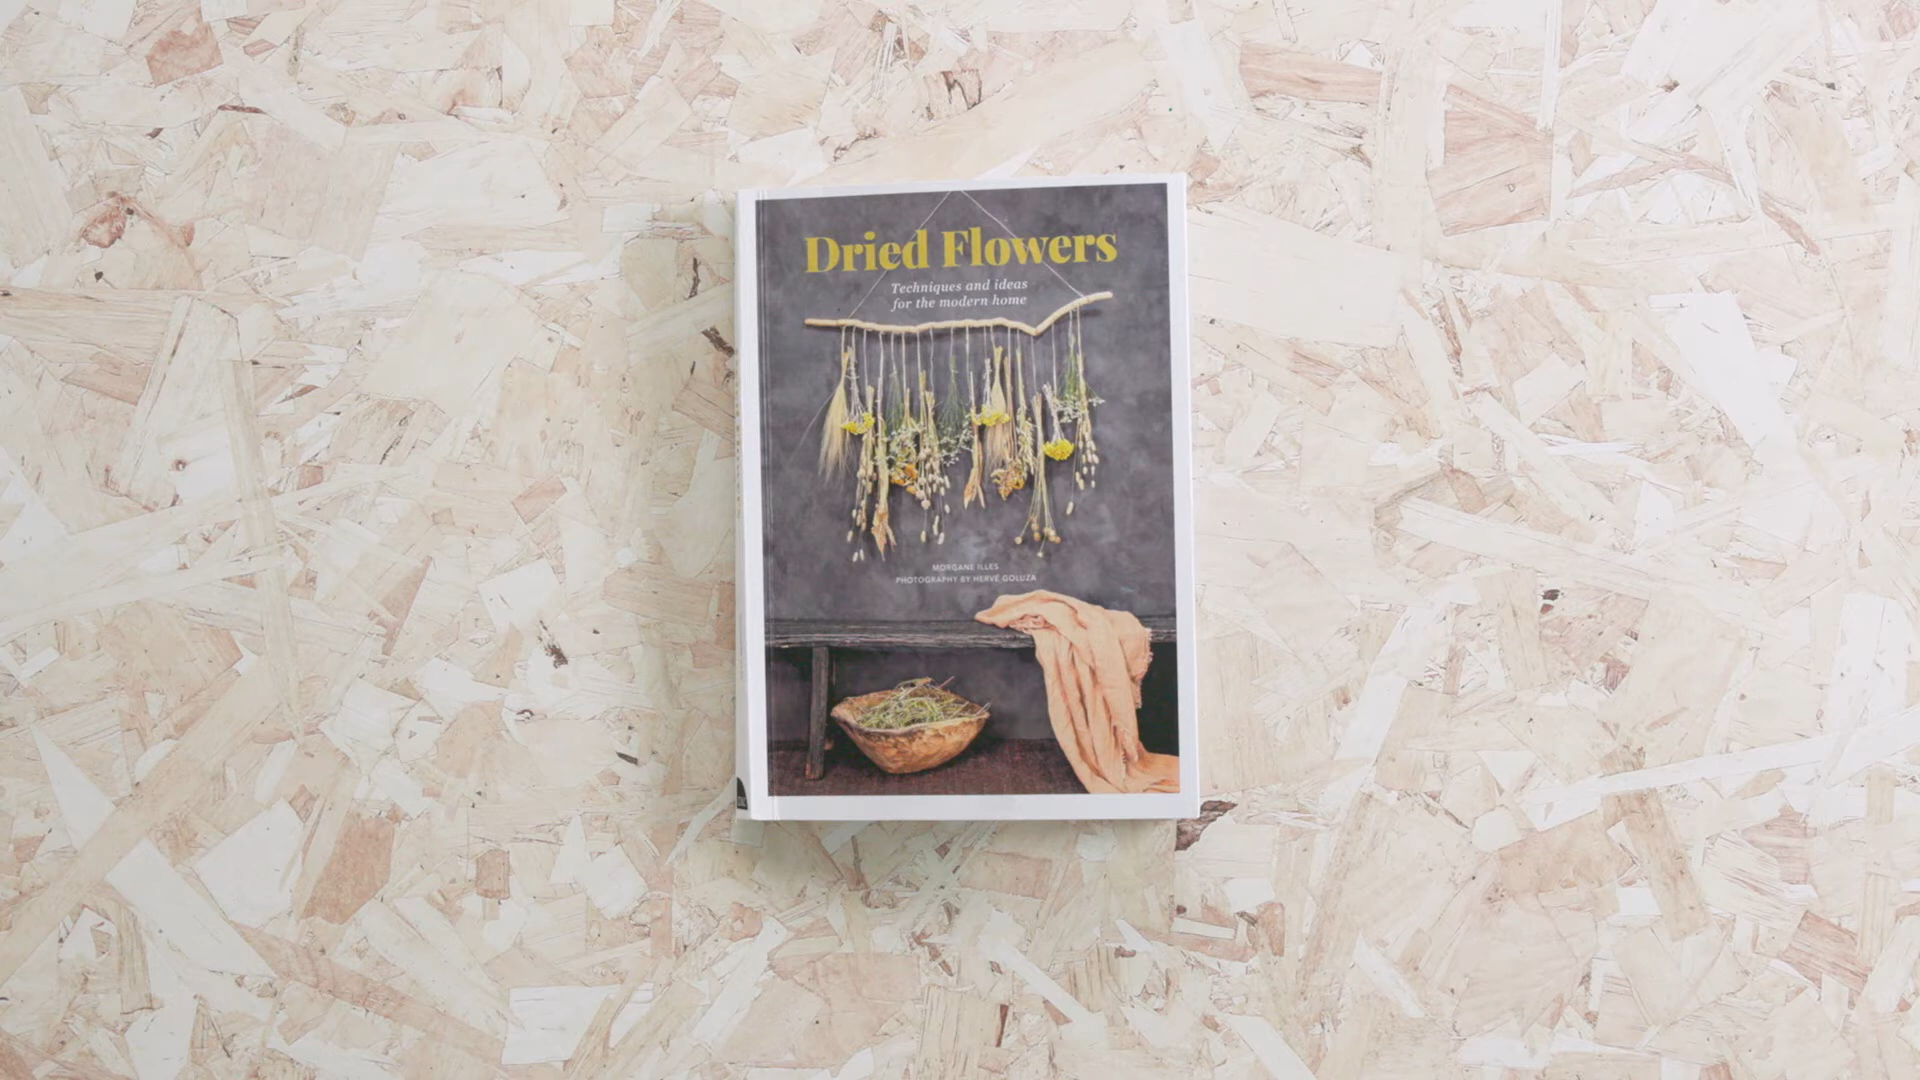 Dried Flowers
Techniques and ideas
for the modern home
MORGANE ILLES
PHOTOGRAPHY BY HERVÉ GOLUZA